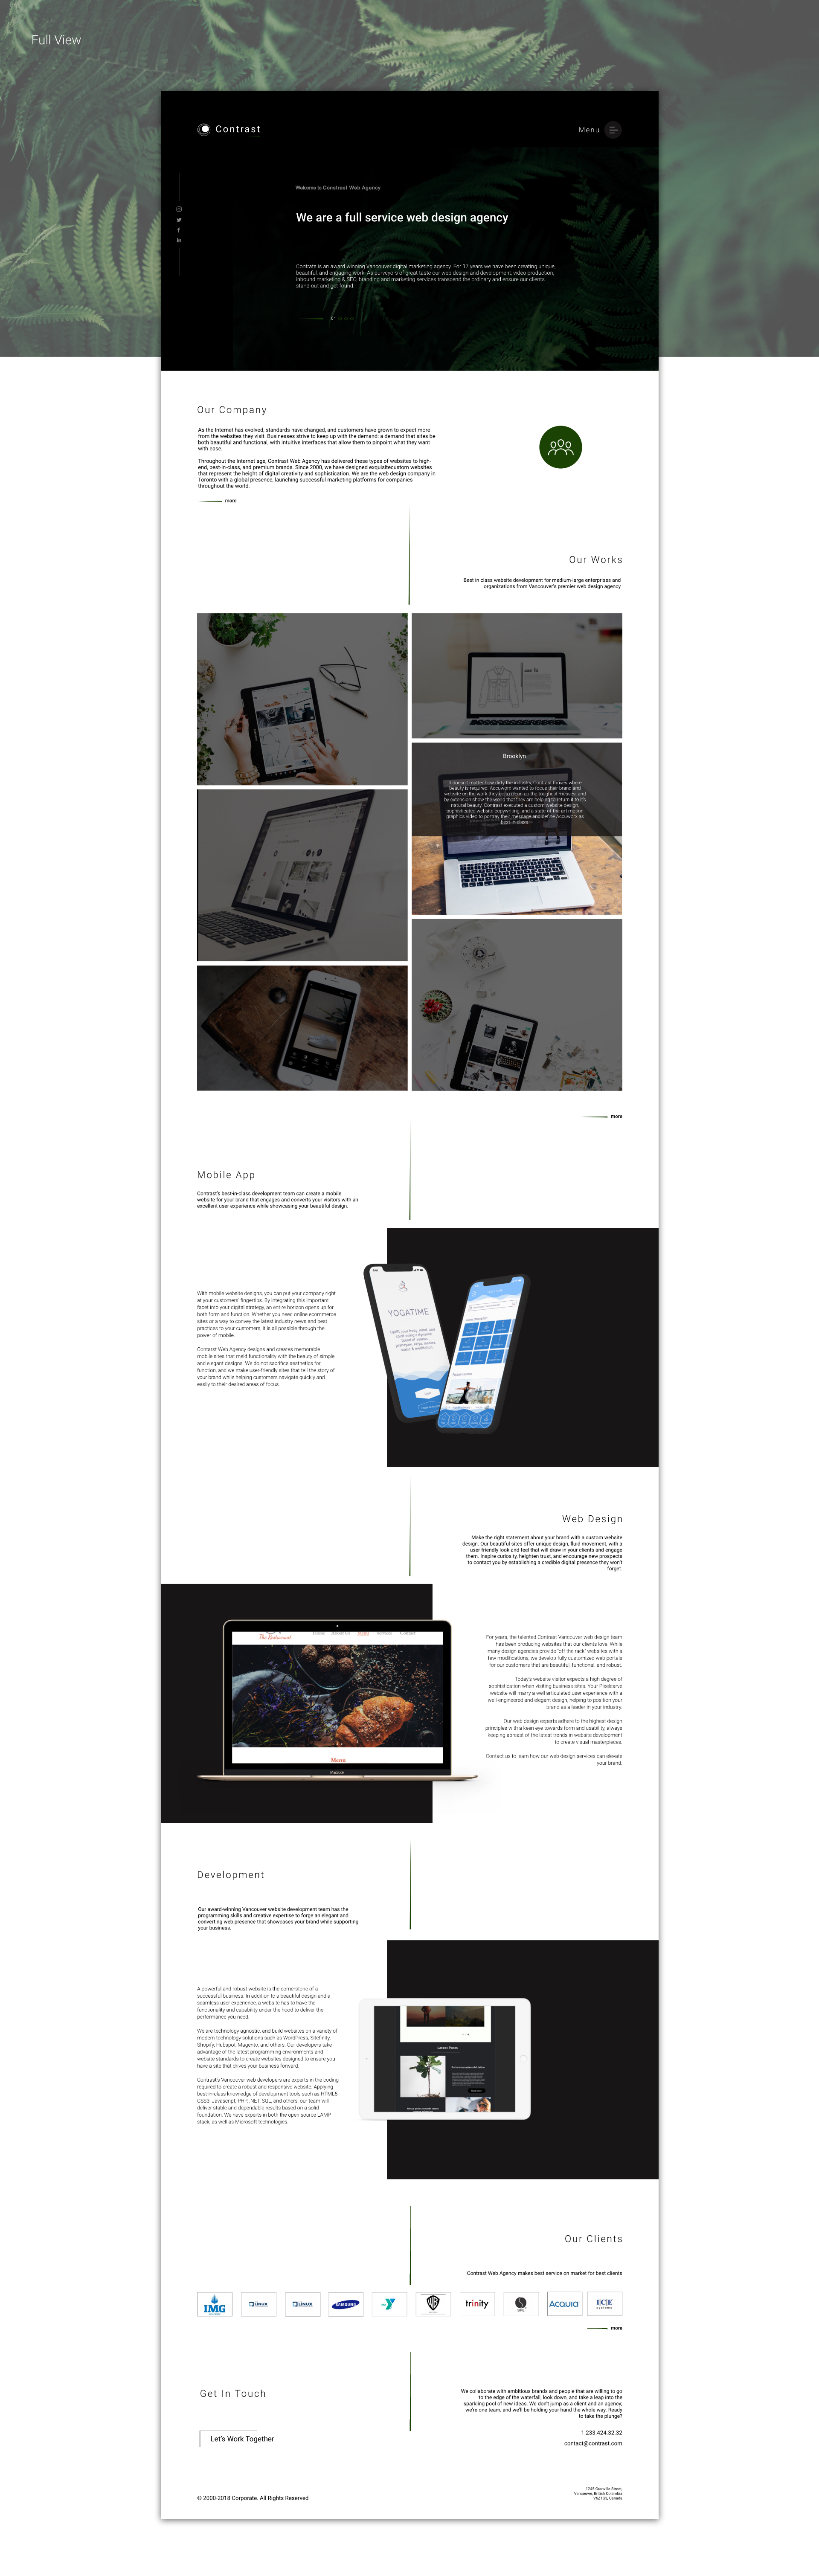 Full View
Contrast
Menu
Welcome to Constrast Web Agency
We are a full service web design agency
Contrats is an award winning Vancouver digital marketing agency. For 17 years we have been creating unique,
beautiful, and engaging work. As purveyors of great taste our web design and development, video production,
inbound marketing & SEO, branding and marketing services transcend the ordinary and ensure our clients
stand-out and get found.
01
Our Company
As the Internet has evolved, standards have changed, and customers have grown to expect more
from the websites they visit. Businesses strive to keep up with the demand: a demand that sites be
both beautiful and functional, with intuitive interfaces that allow them to pinpoint what they want
with ease.
Throughout the Internet age, Contrast Web Agency has delivered these types of websites to high-
end, best-in-class, and premium brands. Since 2000, we have designed exquisitecustom websites
that represent the height of digital creativity and sophistication. We are the web design company in
Toronto with a global presence, launching successful marketing platforms for companies
throughout the world.
more
Our Works
Best in class website development for medium-large enterprises and
organizations from Vancouver's premier web design agency
Brooklyn
It doesn't matter how dirty the industry, Contrast thrives where
beauty is required. Accuworx wanted to focus their brand and
website on the work they do to clean up the toughest messes, and
by extension show the world that they are helping to return it to it's
natural beauty. Contrast executed a custom website design,
sophisticated website copywriting, and a state of the art motion
graphics video to portray their message and define Accuworx as
best in class.
more
Mobile App
Contrast's best-in-class development team can create a mobile
website for your brand that engages and converts your visitors with an
excellent user experience while showcasing your beautiful design.
With mobile website designs, you can put your company right
at your customers' fingertips. By integrating this important
facet into your digital strategy, an entire horizon opens up for
both form and function. Whether you need online ecommerce
sites or a way to convey the latest industry news and best
practices to your customers, it is all possible through the
power of mobile.
Contarst Web Agency designs and creates memorable
mobile sites that meld functionality with the beauty of simple
and elegant designs. We do not sacrifice aesthetics for
function, and we make user-friendly sites that tell the story of
your brand while helping customers navigate quickly and
easily to their desired areas of focus.
YOGATIME
Web Design
Make the right statement about your brand with a custom website
design. Our beautiful sites offer unique design, fluid movement, with a
user friendly look and feel that will draw in your clients and engage
them. Inspire curiosity, heighten trust, and encourage new prospects
to contact you by establishing a credible digital presence they won't
forget.
The Restaurant
Home About Us Menu Services Contact
Menu
For years, the talented Contrast Vancouver web design team
has been producing websites that our clients love. While
many design agencies provide "off the rack" websites with a
few modifications, we develop fully customized web portals
for our customers that are beautiful, functional, and robust.
Today's website visitor expects a high degree of
sophistication when visiting business sites. Your Pixelcarve
website will marry a well articulated user experience with a
well-engineered and elegant design, helping to position your
brand as a leader in your industry.
Our web design experts adhere to the highest design
principles with a keen eye towards form and usability, always
keeping abreast of the latest trends in website development
to create visual masterpieces.
Contact us to learn how our web design services can elevate
your brand.
Development
Our award-winning Vancouver website development team has the
programming skills and creative expertise to forge an elegant and
converting web presence that showcases your brand while supporting
your business.
A powerful and robust website is the cornerstone of a
successful business. In addition to a beautiful design and a
seamless user experience, a website has to have the
functionality and capability under the hood to deliver the
performance you need.
We are technology agnostic, and build websites on a variety of
modern technology solutions such as WordPress, Sitefinity,
Shopify, Hubspot, Magento, and others. Our developers take
advantage of the latest programming environments and
website standards to create websites designed to ensure you
have a site that drives your business forward.
Contrast's Vancouver web developers are experts in the coding
required to create a robust and responsive website. Applying
best-in-class knowledge of development tools such as HTML5,
CSS3, Javascript, PHP, .NET, SQL, and others, our team will
deliver stable and dependable results based on a solid
foundation. We have experts in both the open source LAMP
stack, as well as Microsoft technologies.
Latest Posts
Our Clients
Contrast Web Agency makes best service on market for best clients
IMG
LINUX
LINUX
SAMSUNG
trinity
ACQUIA
ECE
more
Get In Touch
We collaborate with ambitious brands and people that are willing to go
to the edge of the waterfall, look down, and take a leap into the
sparkling pool of new ideas. We don't jump as a client and an agency;
we're one team, and we'll be holding your hand the whole way. Ready
to take the plunge?
Let's Work Together
1.233.424.32.32
contact@contrast.com
1245 Granville Street,
Vancouver, British Colombia
VNZ1G3, Canada
© 2000-2018 Corporate. All Rights Reserved